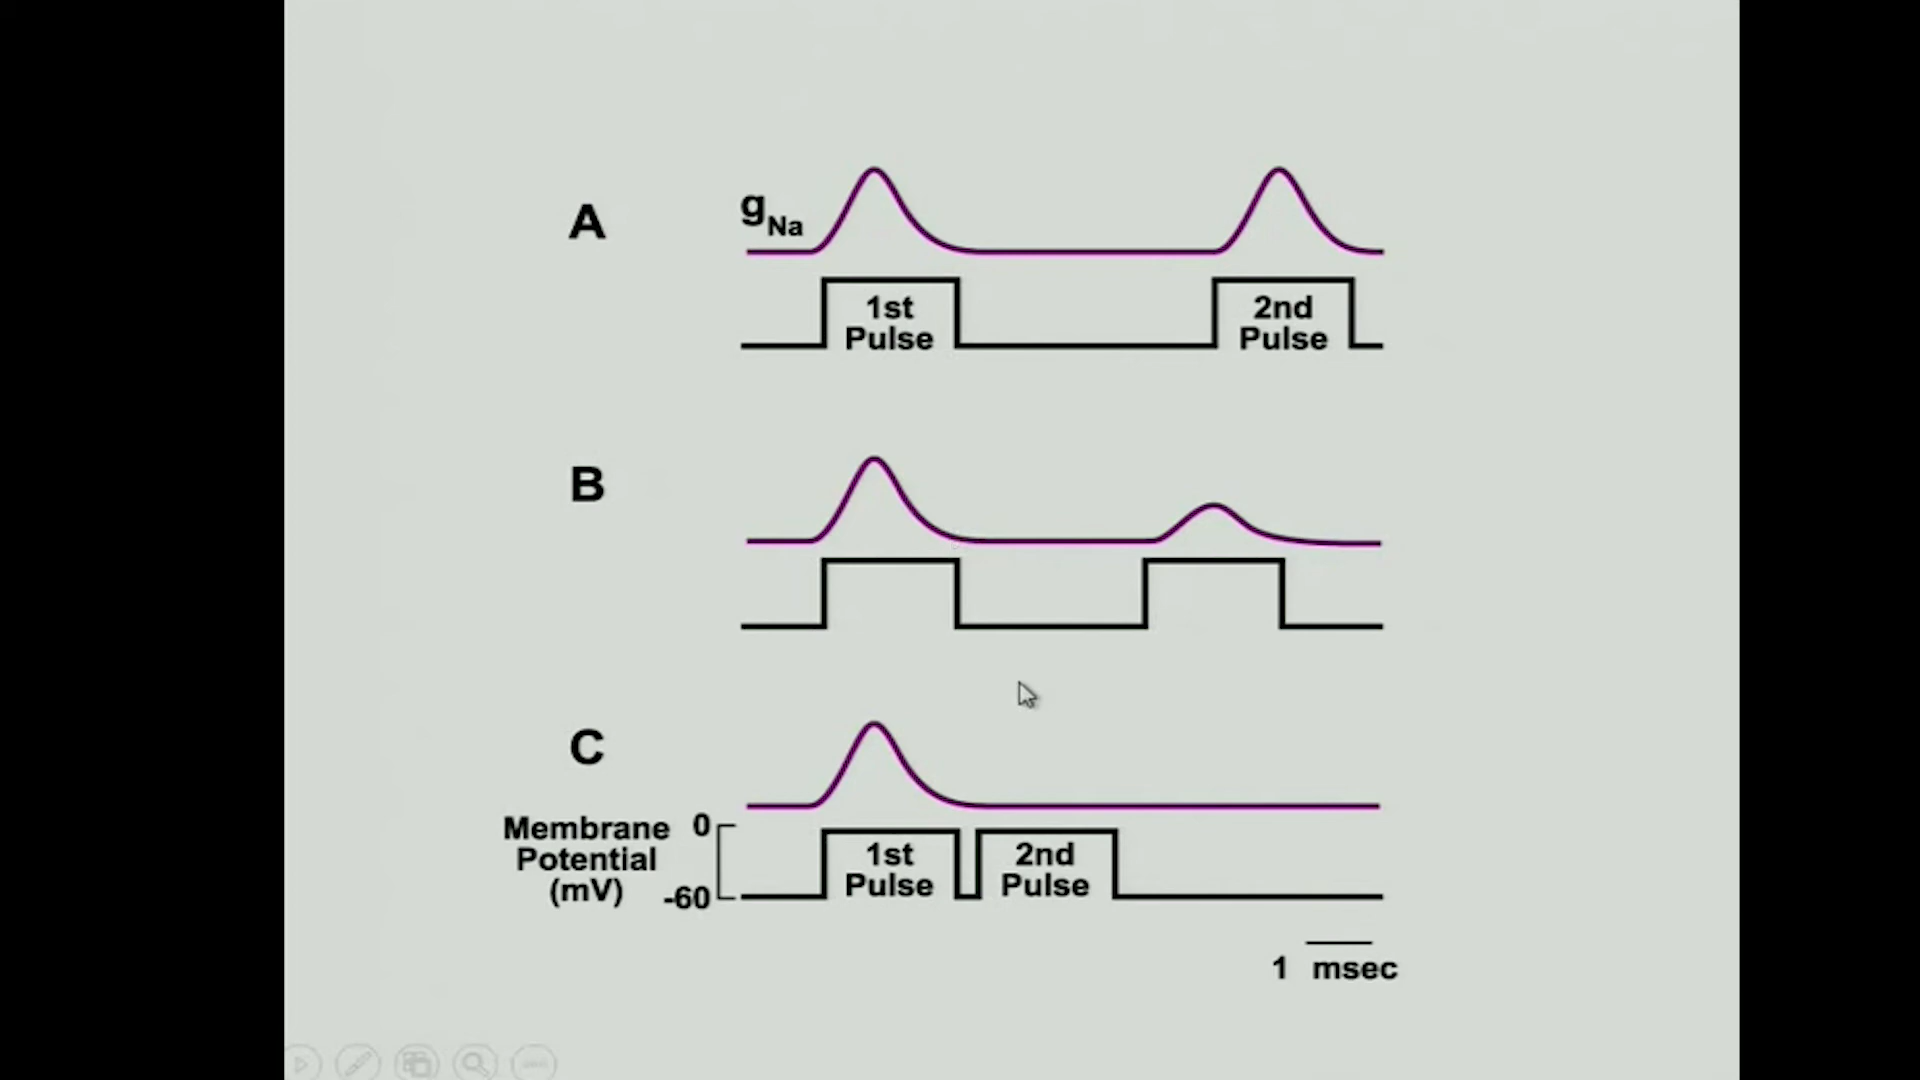 A
gNa
1st
Pulse
2nd
Pulse
B
C
Membrane
Potential
(mV)
0
-60
1st
Pulse
2nd
Pulse
1 msec